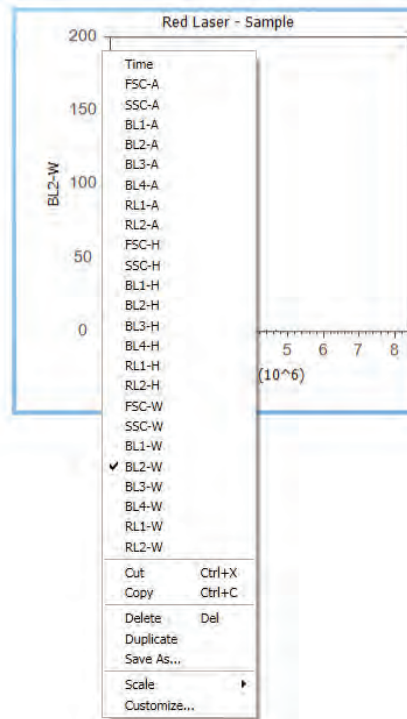 Red Laser - Sample
200
150
100
50
0
BL2-W
5 6 7 8
(10^6)
Time
FSC-A
SSC-A
BL1-A
BL2-A
BL3-A
BL4-A
RL1-A
RL2-A
FSC-H
SSC-H
BL1-H
BL2-H
BL3-H
BL4-H
RL1-H
RL2-H
FSC-W
SSC-W
BL1-W
BL2-W
BL3-W
BL4-W
RL1-W
RL2-W
Cut Ctrl+X
Copy Ctrl+C
Delete Del
Duplicate
Save As...
Scale
Customize...